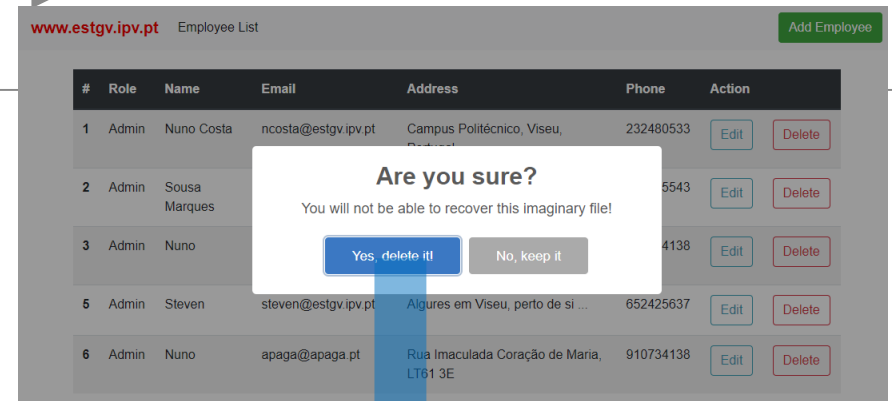 www.estgv.ipv.pt Employee List Add Employee
# Role Name Email Address Phone Action
1 Admin Nuno Costa ncosta@estgv.ipv.pt Campus Politécnico, Viseu, 232480533 Edit Delete
Portugal
Are you sure?
2 Admin Sousa 5543 Edit Delete
Marques
You will not be able to recover this imaginary file!
3 Admin Nuno 4138 Edit Delete
Yes, delete it! No, keep it
5 Admin Steven steven@estgv.ipv.pt Algures em Viseu, perto de si ... 652425637 Edit Delete
6 Admin Nuno apaga@apaga.pt Rua Imaculada Coração de Maria, 910734138 Edit Delete
LT61 3E